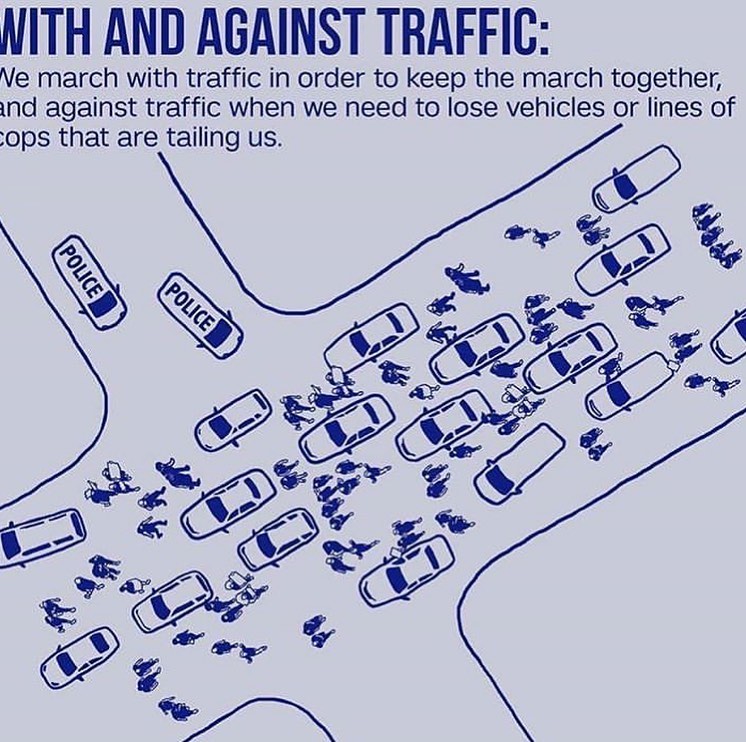 WITH AND AGAINST TRAFFIC:
We march with traffic in order to keep the march together,
and against traffic when we need to lose vehicles or lines of
cops that are tailing us.
POLICE
POLICE